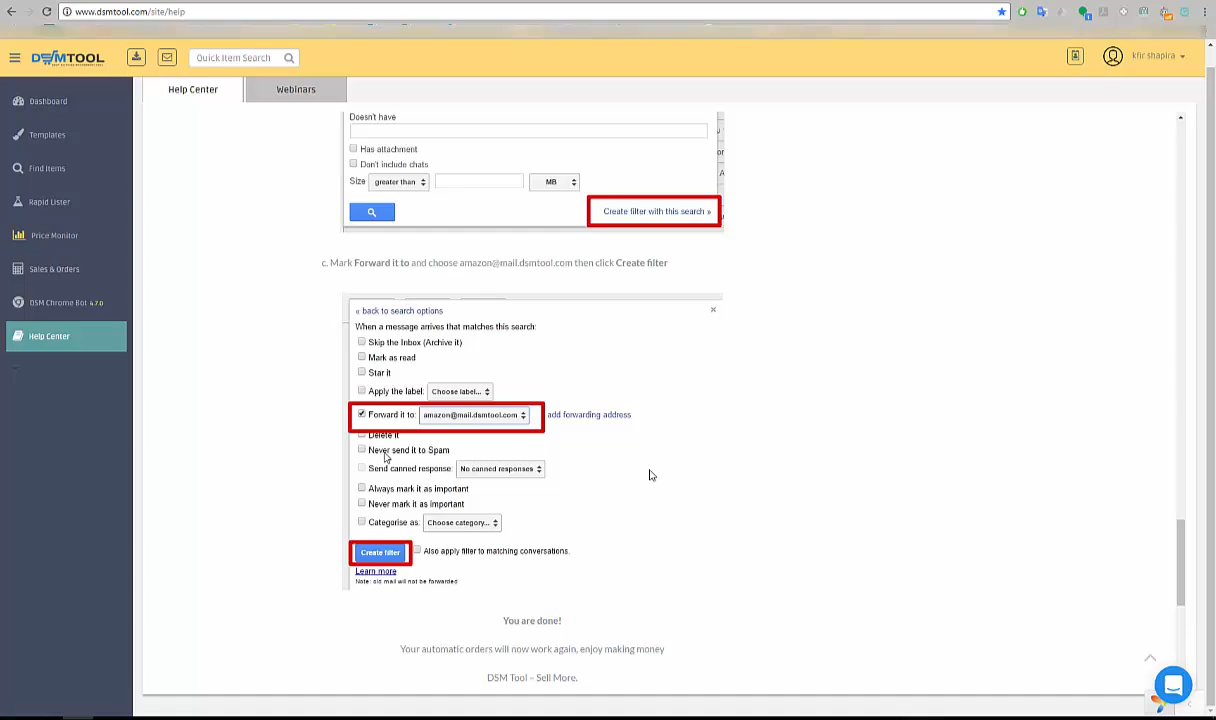 www.dsmtool.com/site/help
DSMTOOL
Quick Item Search
kfir shapira
Dashboard
Templates
Find Items
Rapid Lister
Price Monitor
Sales & Orders
DSM Chrome Bot 4.7.0
Help Center
Help Center
Webinars
Doesn't have
Has attachment
Don't include chats
Size greater than MB
Create filter with this search »
c. Mark Forward it to and choose amazon@mail.dsmtool.com then click Create filter
« back to search options
When a message arrives that matches this search:
Skip the Inbox (Archive it)
Mark as read
Star it
Apply the label: Choose label...
Forward it to: amazon@mail.dsmtool.com add forwarding address
Delete it
Never send it to Spam
Send canned response: No canned responses
Always mark it as important
Never mark it as important
Categorise as: Choose category...
Create filter Also apply filter to matching conversations.
Learn more
Note: old mail will not be forwarded
You are done!
Your automatic orders will now work again, enjoy making money
DSM Tool – Sell More.